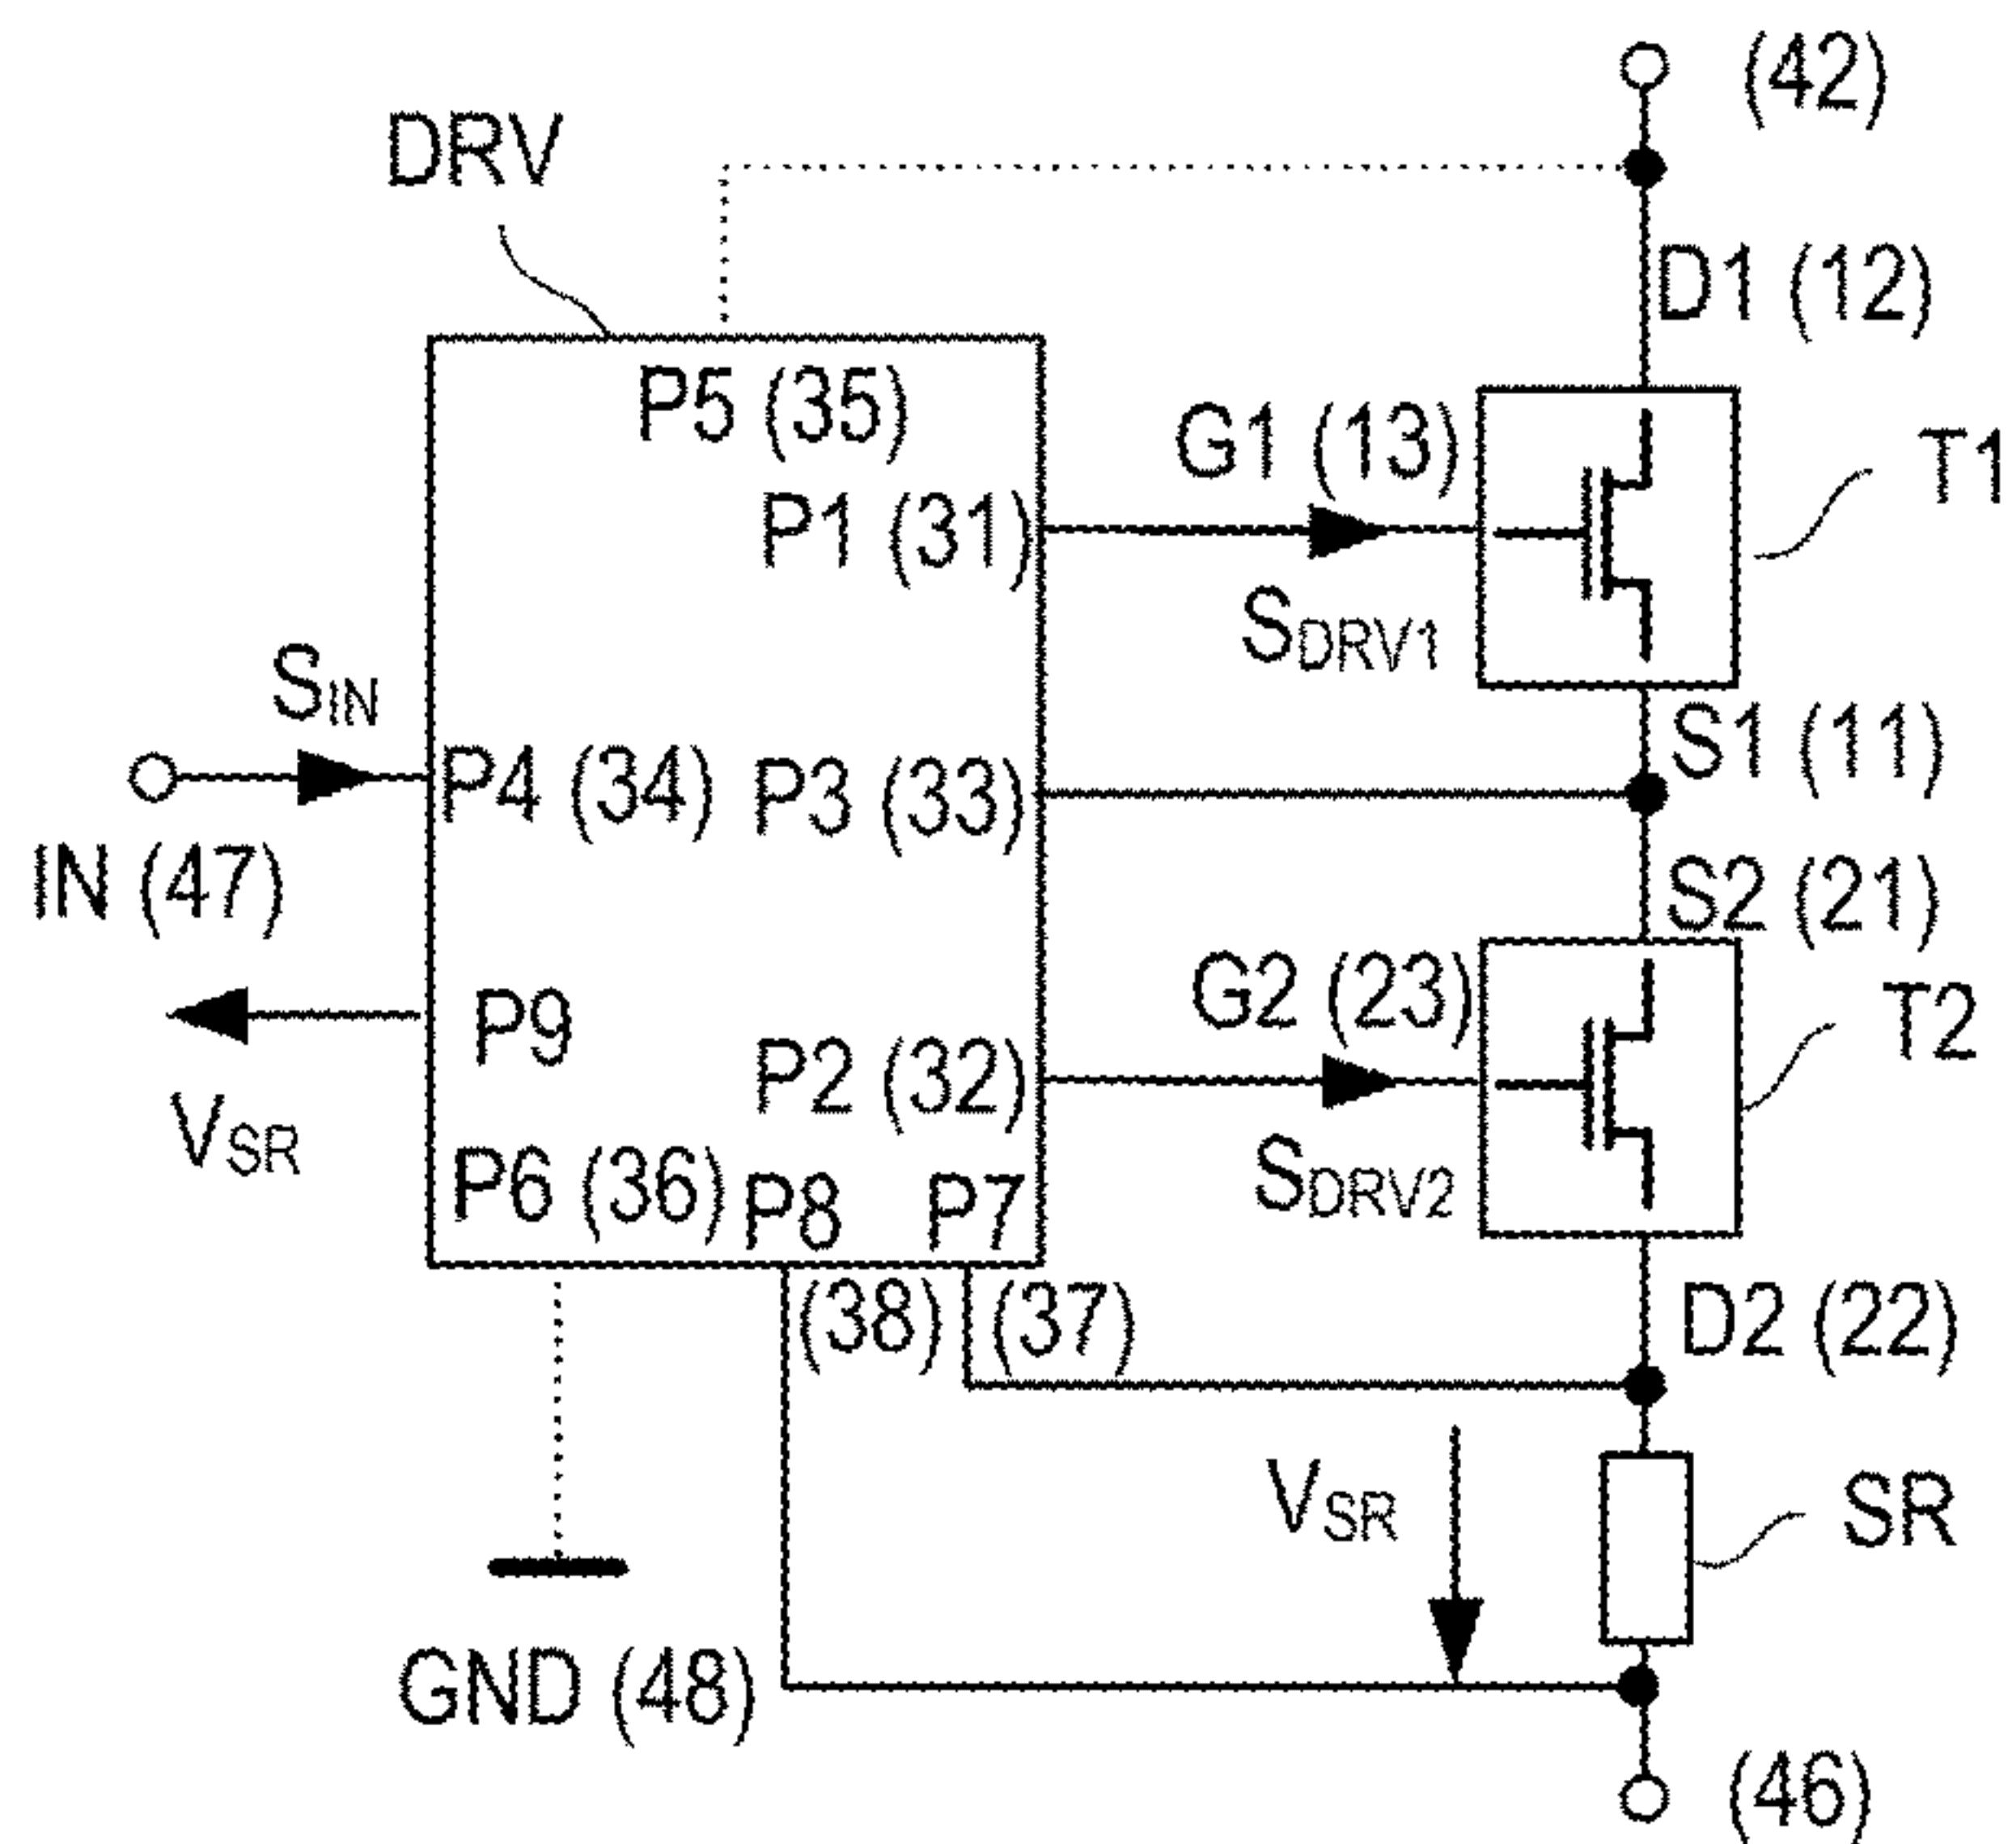 (42)
DRV
D1 (12)
P5 (35)
G1 (13)
T1
P1 (31)
SDRV1
SIN
S1 (11)
P4 (34)
P3 (33)
IN (47)
S2 (21)
G2 (23)
T2
P9
P2 (32)
VSR
SDRV2
P6 (36)
P8
P7
(38)
(37)
D2 (22)
VSR
SR
GND (48)
(46)